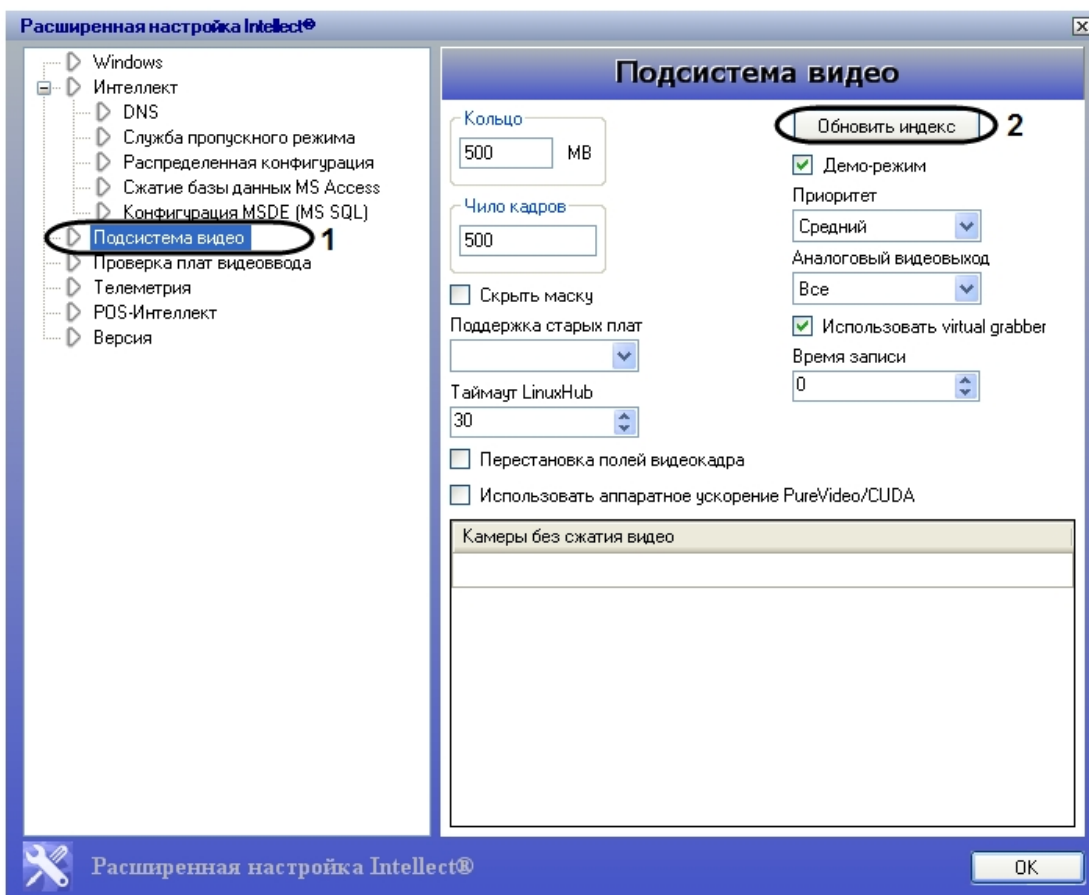 Расширенная настройка Intellect®
Windows
Интеллект
DNS
Служба пропускного режима
Распределенная конфигурация
Сжатие базы данных MS Access
Конфигурация MSDE (MS SQL)
Подсистема видео
1
Проверка плат видеоввода
Телеметрия
POS-Интеллект
Версия
Подсистема видео
Кольцо
500 MB
Чило кадров
500
Скрыть маску
Поддержка старых плат
Таймаут LinuxHub
30
Обновить индекс
2
Демо-режим
Приоритет
Средний
Аналоговый видеовыход
Все
Использовать virtual grabber
Время записи
0
Перестановка полей видеокадра
Использовать аппаратное ускорение PureVideo/CUDA
Камеры без сжатия видео
Расширенная настройка Intellect®
OK